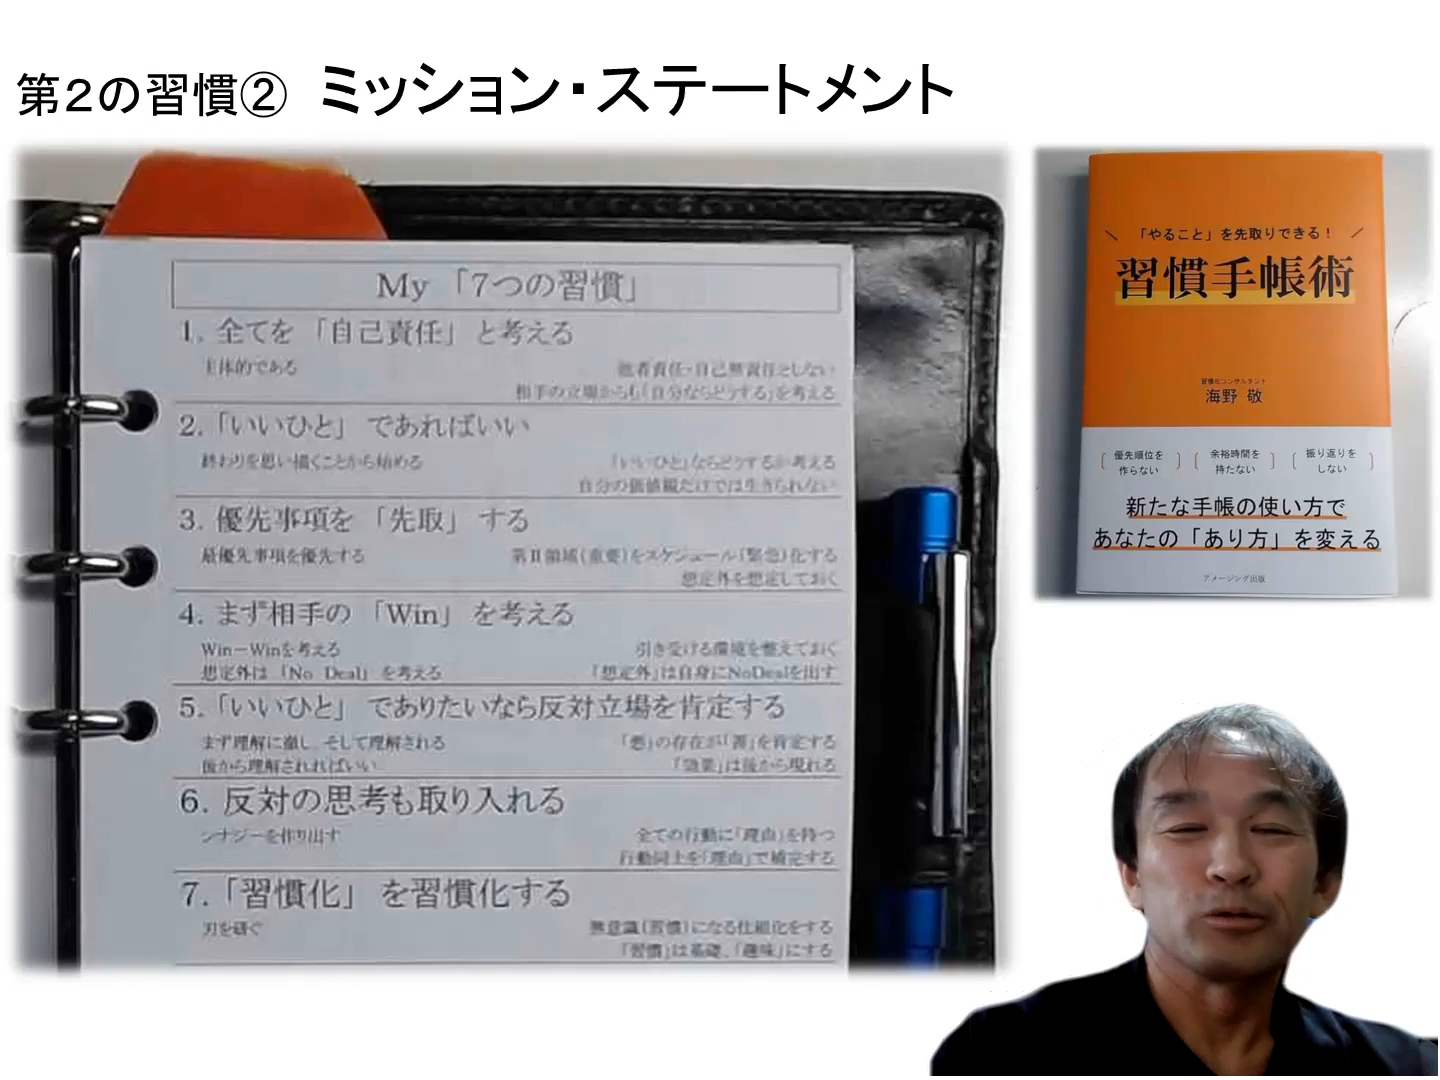 第2の習慣② ミッション・ステートメント
My 「7つの習慣」
1. 全てを 「自己責任」 と考える
主体的である
他者責任・自己無責任としない
相手の立場からも「自分ならどうする」を考える
2. 「いいひと」 であればいい
終わりを思い描くことから始める
「いいひと」ならどうするか考える
自分の価値観だけでは生きられない
3. 優先事項を 「先取」 する
最優先事項を優先する
第Ⅱ領域(重要)をスケジュール(緊急)化する
想定外を想定しておく
4. まず相手の 「Win」 を考える
Win-Winを考える
引き受ける環境を整えておく
想定外は 「No Deal」 を考える
「想定外」は自身にNoDealを出す
5. 「いいひと」 でありたいなら反対立場を肯定する
まず理解に徹し、そして理解される
「悪」の存在が「善」を肯定する
後から理解されればいい
「効果」は後から現れる
6. 反対の思考も取り入れる
シナジーを作り出す
全ての行動に「理由」を持つ
行動同士を「理由」で補完する
7. 「習慣化」 を習慣化する
刃を研ぐ
無意識(習慣)になる仕組化をする
「習慣」は基礎、「趣味」にする
「やること」を先取りできる!
習慣手帳術
習慣化コンサルタント
海野 敬
優先順位を
作らない
余裕時間を
持たない
振り返りを
しない
新たな手帳の使い方で
あなたの「あり方」を変える
アメージング出版